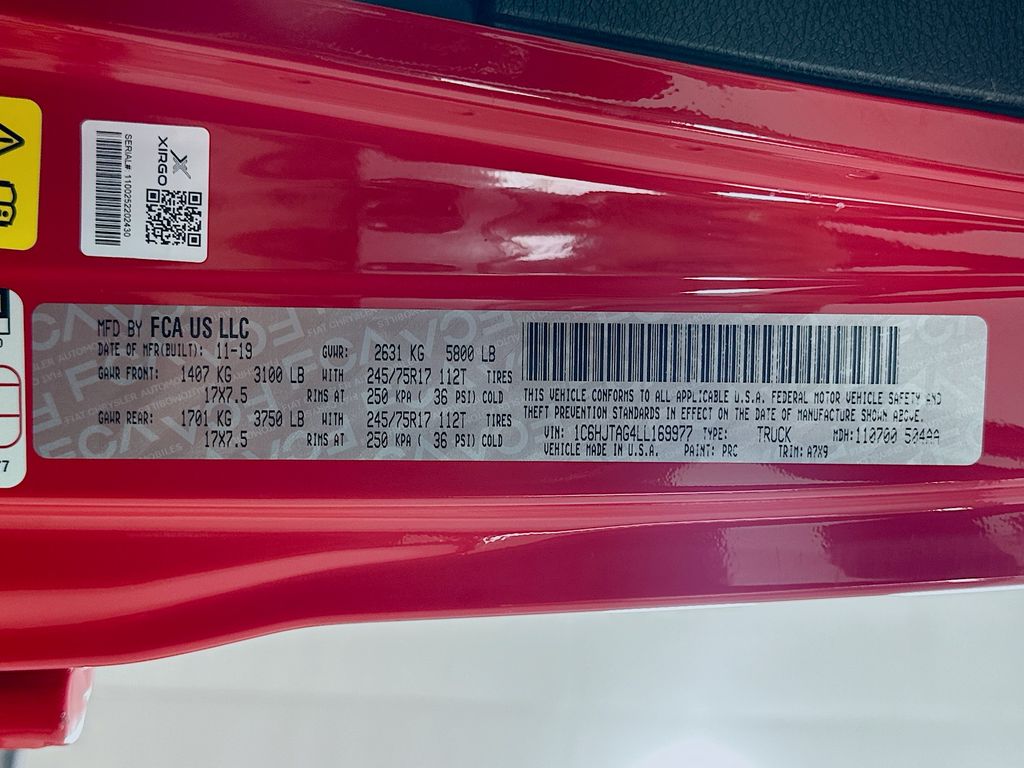 XIRGO
SERIAL# 1100252202430
MFD BY FCA US LLC
DATE OF MFR(BUILT): 11-19 GVWR: 2631 KG 5800 LB
GAWR FRONT: 1407 KG 3100 LB WITH 245/75R17 112T TIRES
17X7.5 RIMS AT 250 KPA ( 36 PSI) COLD
GAWR REAR: 1701 KG 3750 LB WITH 245/75R17 112T TIRES
17X7.5 RIMS AT 250 KPA ( 36 PSI) COLD
THIS VEHICLE CONFORMS TO ALL APPLICABLE U.S.A. FEDERAL MOTOR VEHICLE SAFETY AND
THEFT PREVENTION STANDARDS IN EFFECT ON THE DATE OF MANUFACTURE SHOWN ABOVE.
VIN: 1C6HJTAG4LL169977 TYPE: TRUCK MDH: 110700 504AA
VEHICLE MADE IN U.S.A. PAINT: PRC TRIM: A7X9